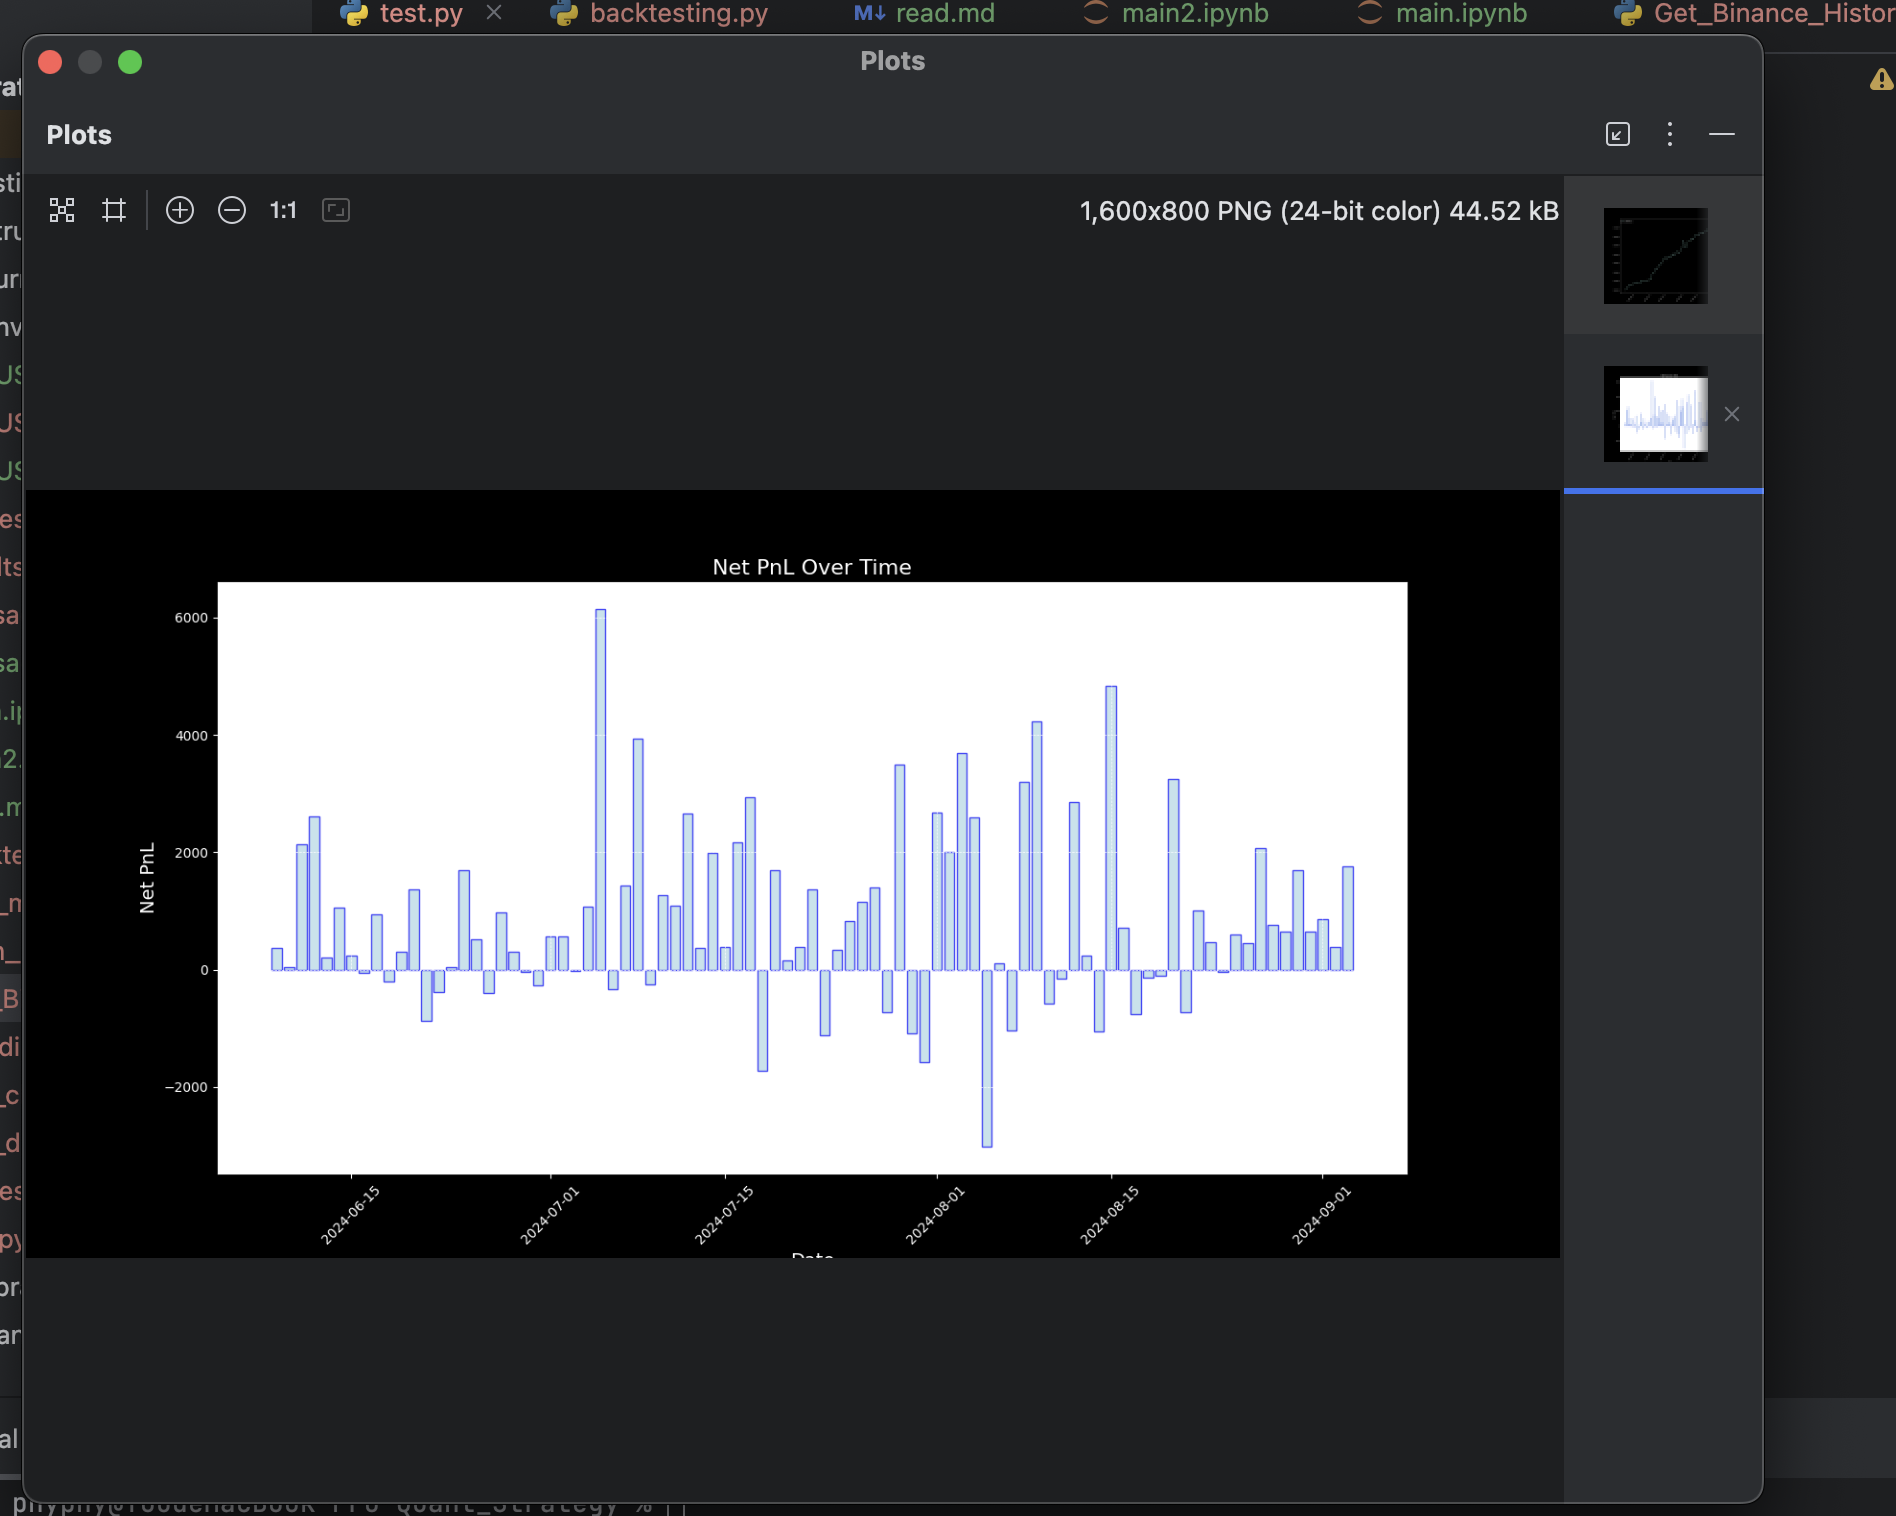 test.py
backtesting.py
M↓ read.md
main2.ipynb
main.ipynb
Get_Binance_Histor
Plots
Plots
1:1
1,600x800 PNG (24-bit color) 44.52 kB
Net PnL Over Time
6000
4000
2000
0
−2000
Net PnL
2024-06-15
2024-07-01
2024-07-15
2024-08-01
2024-08-15
2024-09-01
Date